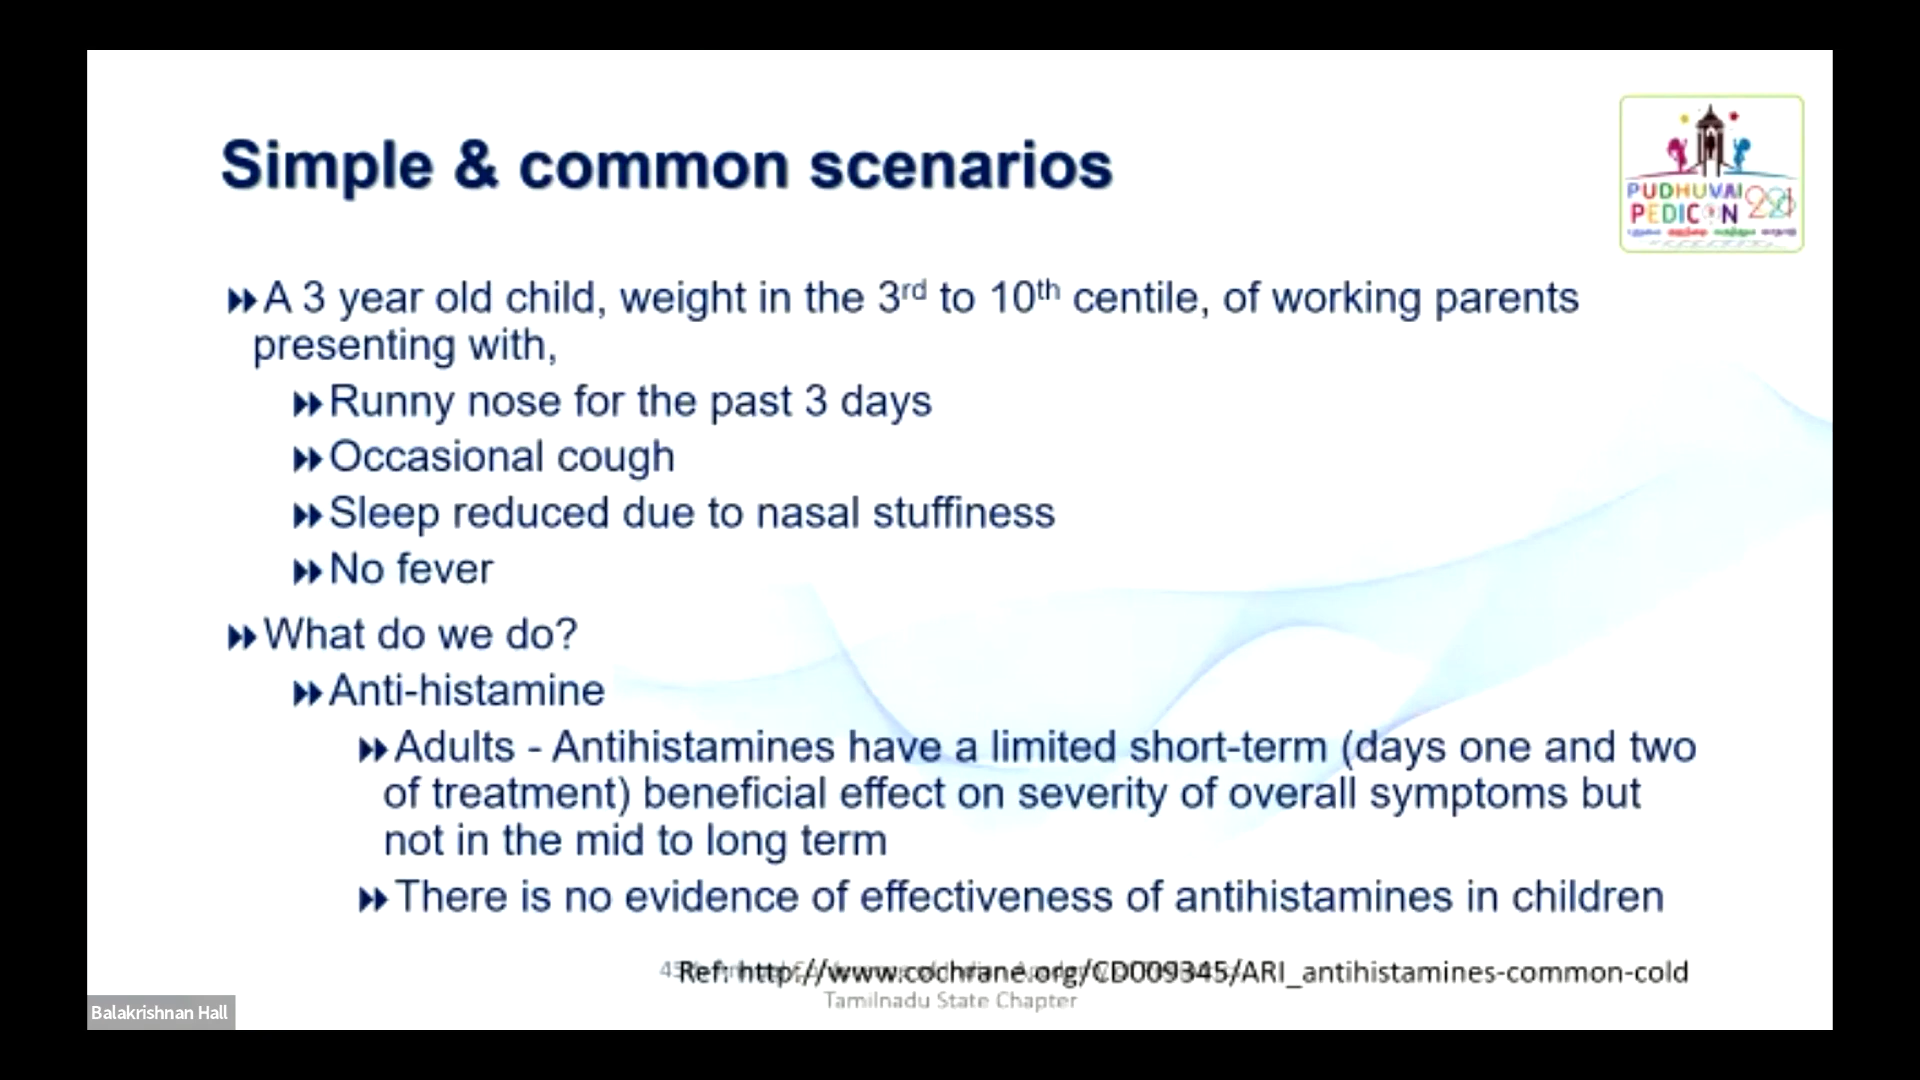 Simple & common scenarios
PUDHUVAI
PEDICON 2021
A 3 year old child, weight in the 3rd to 10th centile, of working parents
presenting with,
Runny nose for the past 3 days
Occasional cough
Sleep reduced due to nasal stuffiness
No fever
What do we do?
Anti-histamine
Adults - Antihistamines have a limited short-term (days one and two
of treatment) beneficial effect on severity of overall symptoms but
not in the mid to long term
There is no evidence of effectiveness of antihistamines in children
Ref: http://www.cochrane.org/CD009345/ARI_antihistamines-common-cold
Tamilnadu State Chapter
Balakrishnan Hall